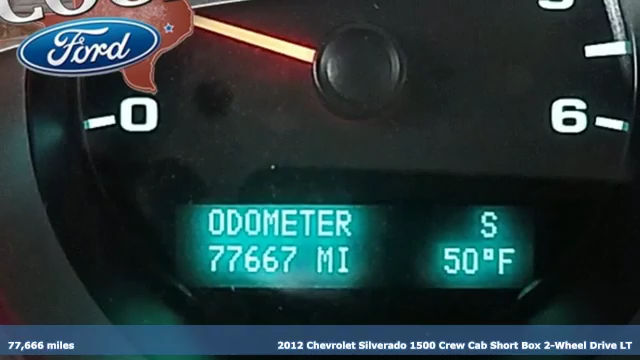 Ford
0
6
ODOMETER S
77667 MI 50°F
77,666 miles 2012 Chevrolet Silverado 1500 Crew Cab Short Box 2-Wheel Drive LT